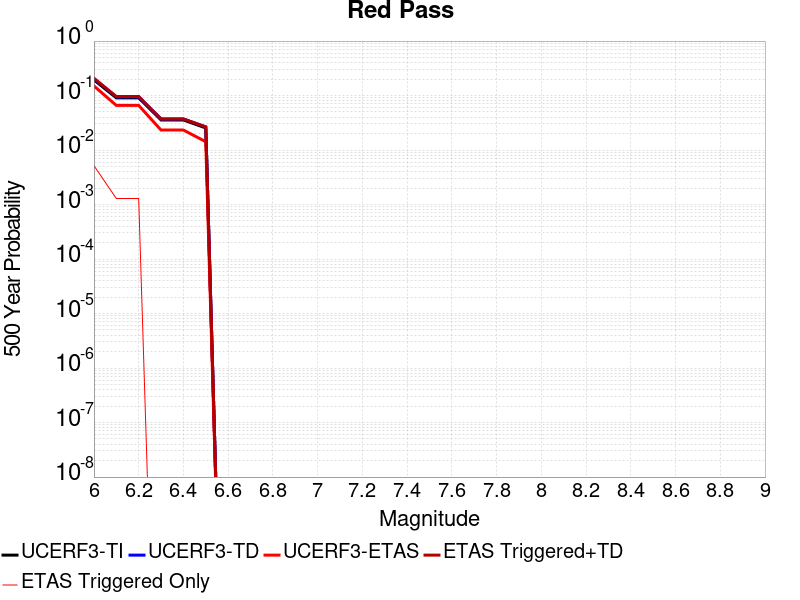 Red Pass
10^0
10^-1
10^-2
10^-3
10^-4
10^-5
10^-6
10^-7
10^-8
500 Year Probability
6 6.2 6.4 6.6 6.8 7 7.2 7.4 7.6 7.8 8 8.2 8.4 8.6 8.8 9
Magnitude
UCERF3-TI UCERF3-TD UCERF3-ETAS ETAS Triggered+TD
ETAS Triggered Only